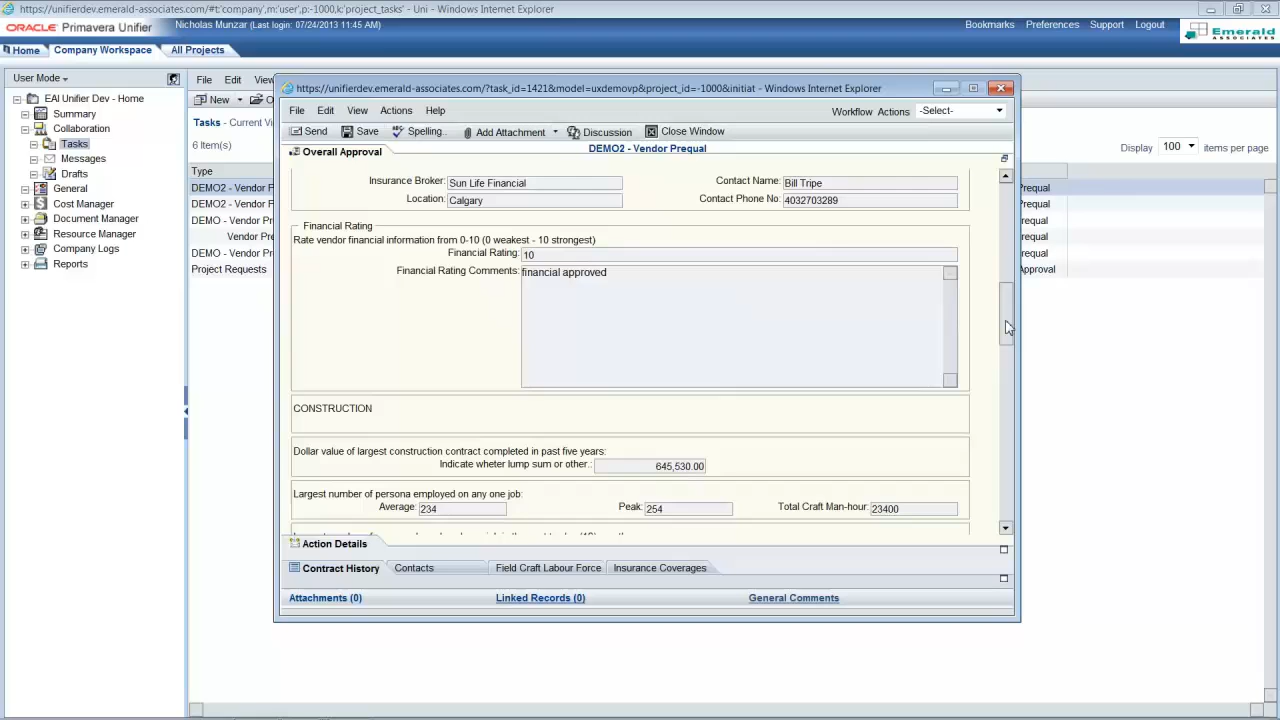 https://unifierdev.emerald-associates.com/#t:'company',m:'user',p:-1000,k:'project_tasks' - Uni - Windows Internet Explorer
ORACLE Primavera Unifier
Nicholas Munzar (Last login: 07/24/2013 11:45 AM)
Bookmarks Preferences Support Logout
Emerald
ASSOCIATES
Home Company Workspace All Projects
User Mode
EAI Unifier Dev - Home
Summary
Collaboration
Tasks
Messages
Drafts
General
Cost Manager
Document Manager
Resource Manager
Company Logs
Reports
File Edit View
New O
Tasks - Current Vi
6 Item(s)
Display 100 items per page
Type
DEMO2 - Vendor P
DEMO2 - Vendor F
DEMO - Vendor Pr
Vendor Pre
DEMO - Vendor Pr
Project Requests
Prequal
requal
requal
requal
requal
Approval
https://unifierdev.emerald-associates.com/?task_id=1421&model=uxdemovp&project_id=-1000&initiat - Windows Internet Explorer
File Edit View Actions Help
Workflow Actions -Select-
Send Save Spelling.. Add Attachment Discussion Close Window
Overall Approval
DEMO2 - Vendor Prequal
Insurance Broker: Sun Life Financial Contact Name: Bill Tripe
Location: Calgary Contact Phone No: 4032703289
Financial Rating
Rate vendor financial information from 0-10 (0 weakest - 10 strongest)
Financial Rating: 10
Financial Rating Comments: financial approved
CONSTRUCTION
Dollar value of largest construction contract completed in past five years:
Indicate wheter lump sum or other.: 645,530.00
Largest number of persona employed on any one job:
Average: 234 Peak: 254 Total Craft Man-hour: 23400
Action Details
Contract History Contacts Field Craft Labour Force Insurance Coverages
Attachments (0) Linked Records (0) General Comments